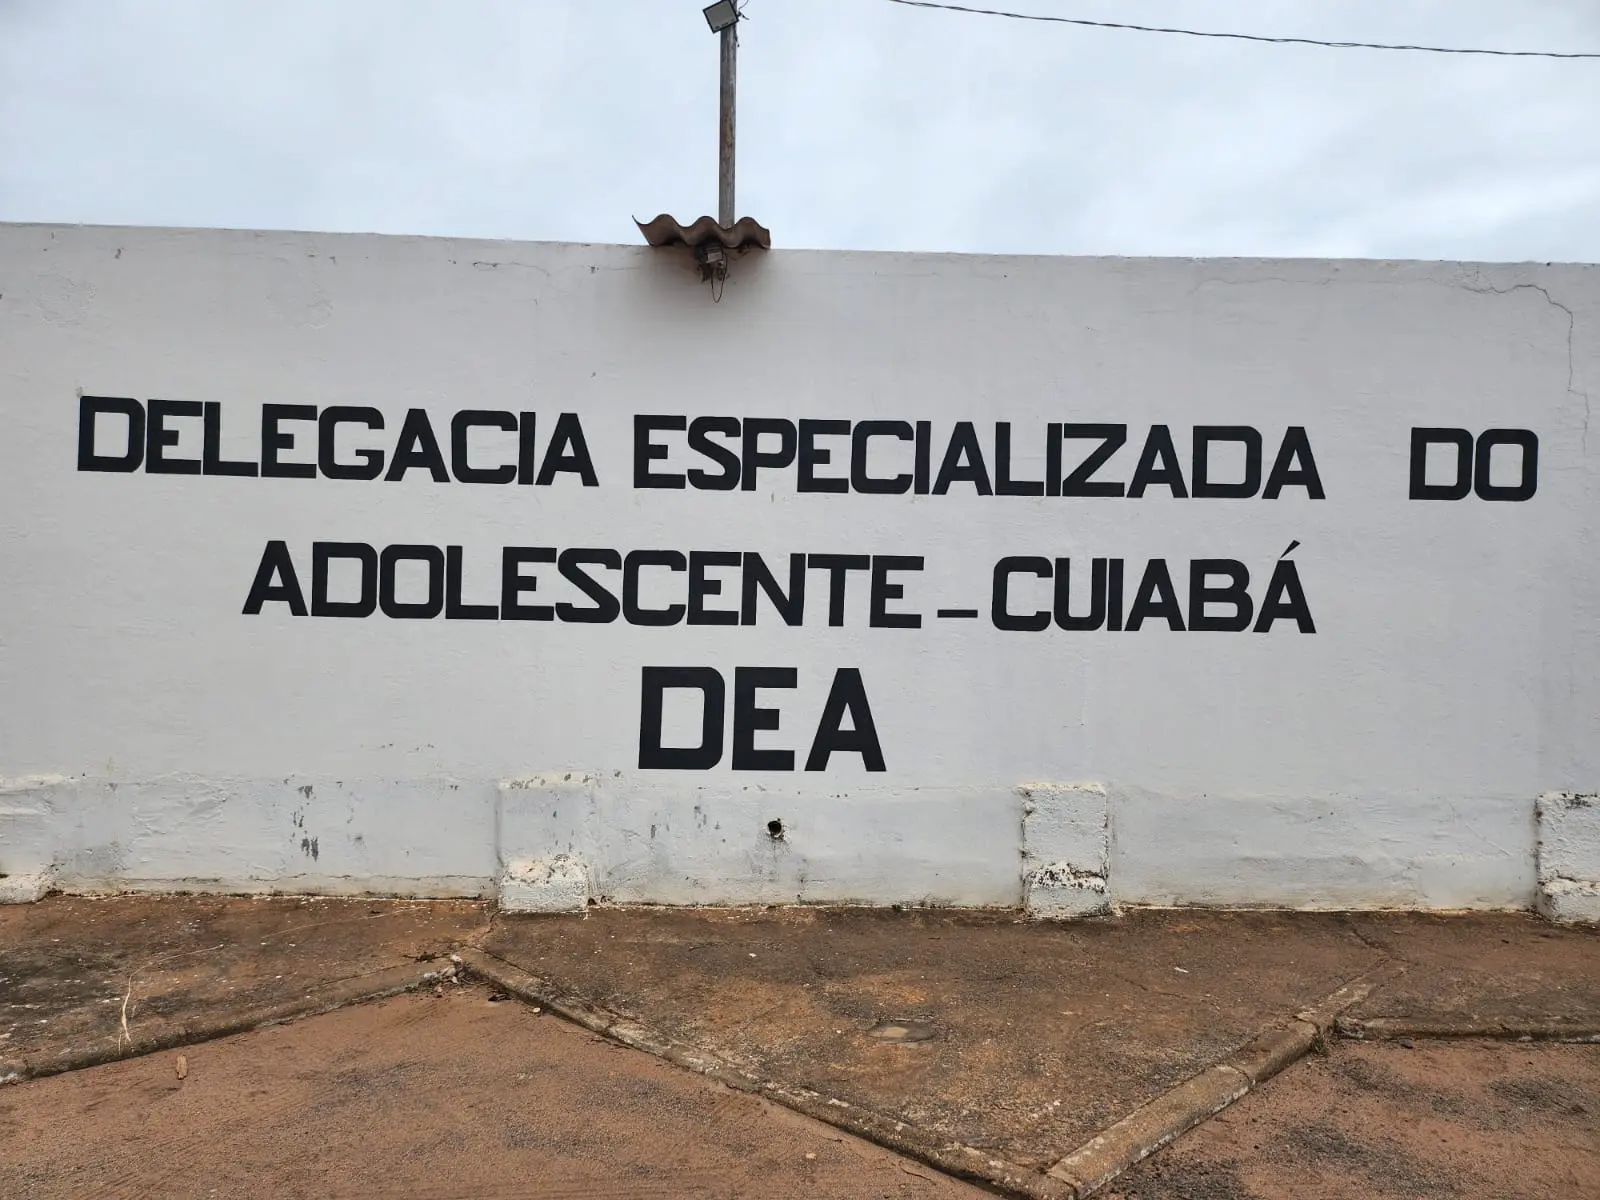 DELEGACIA ESPECIALIZADA DO
ADOLESCENTE - CUIABÁ
DEA